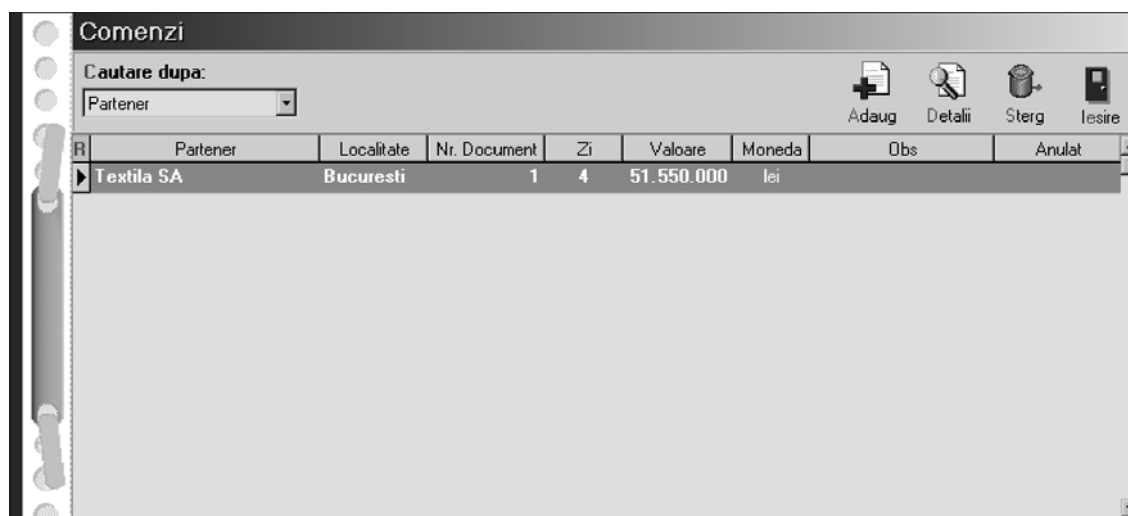 Comenzi
Cautare dupa:
Partener
Adaug Detalii Sterg Iesire
R Partener Localitate Nr. Document Zi Valoare Moneda Obs Anulat
Textila SA Bucuresti 1 4 51.550.000 lei